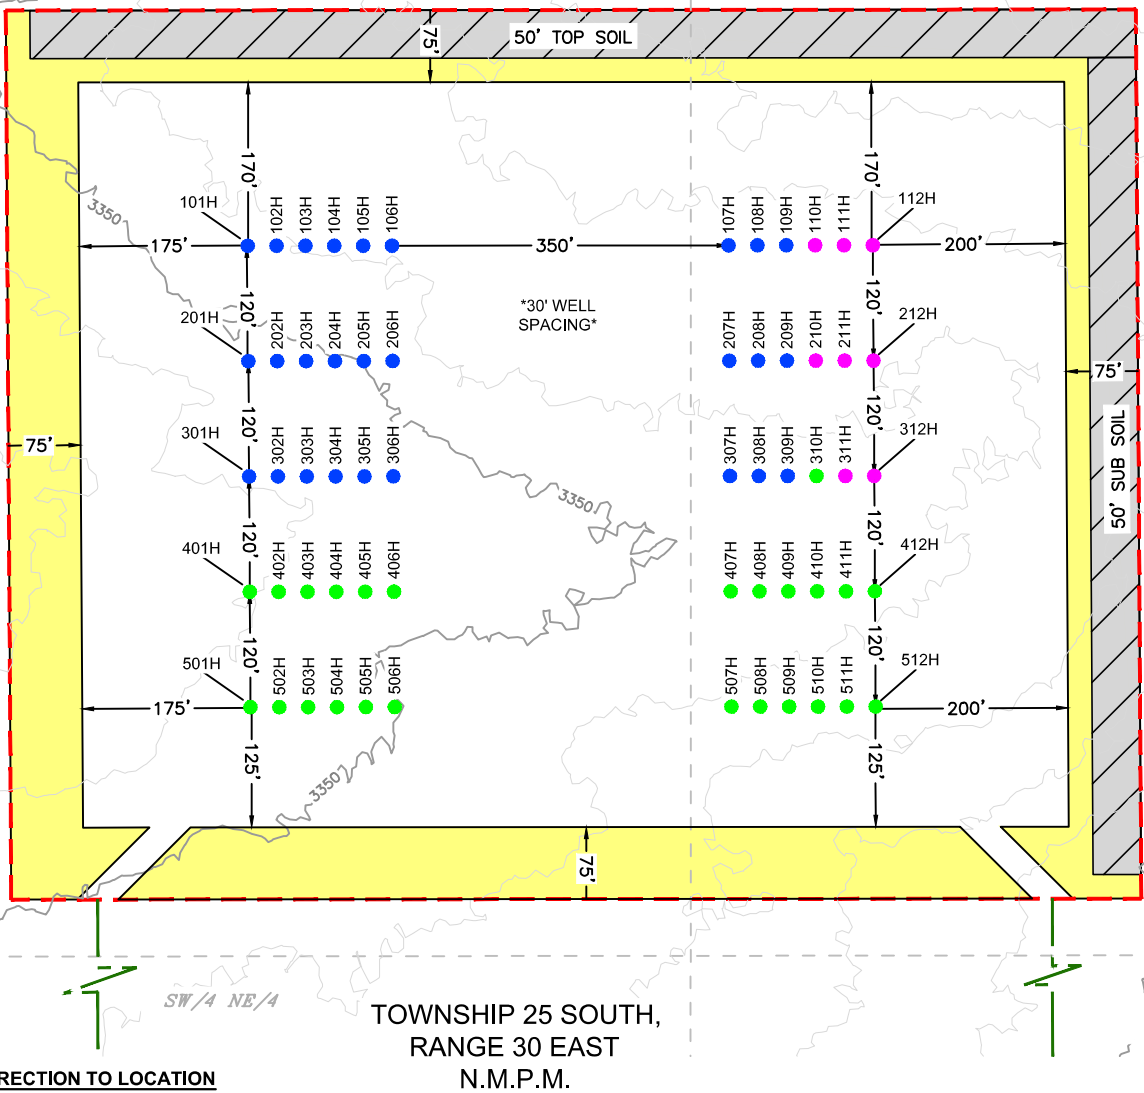 75'
50' TOP SOIL
170'
170'
3350
101H
102H
103H
104H
105H
106H
107H
108H
109H
110H
111H
112H
175'
350'
200'
120'
*30' WELL
SPACING*
120'
201H
202H
203H
204H
205H
206H
207H
208H
209H
210H
211H
212H
75'
120'
120'
50' SUB SOIL
75'
301H
302H
303H
304H
305H
306H
307H
308H
309H
310H
311H
312H
3350
120'
120'
401H
402H
403H
404H
405H
406H
407H
408H
409H
410H
411H
412H
120'
120'
501H
502H
503H
504H
505H
506H
507H
508H
509H
510H
511H
512H
175'
200'
125'
125'
3350
75'
SW/4 NE/4
TOWNSHIP 25 SOUTH,
RANGE 30 EAST
N.M.P.M.
RECTION TO LOCATION